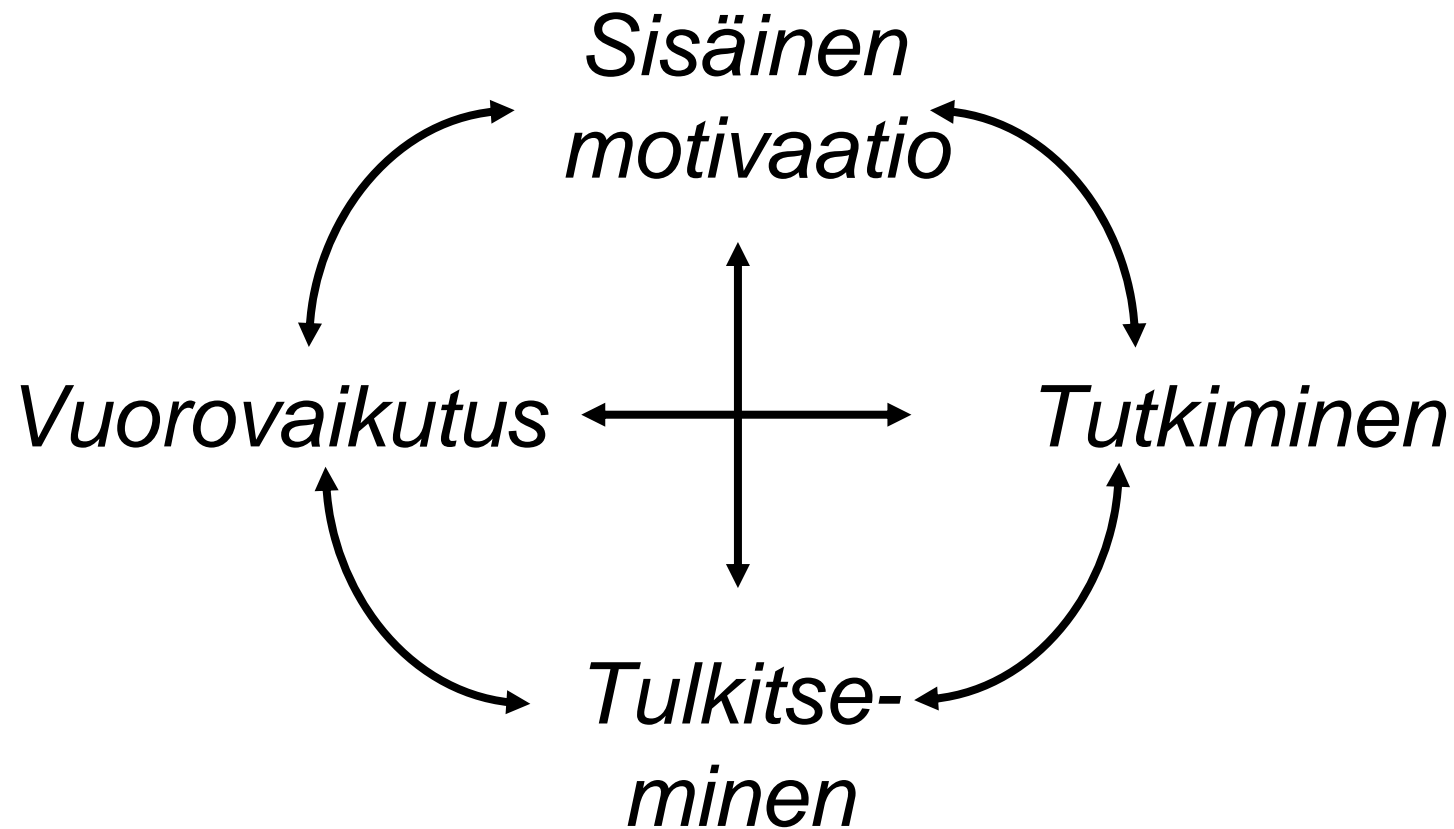 Sisäinen
motivaatio
Vuorovaikutus
Tutkiminen
Tulkitse-
minen